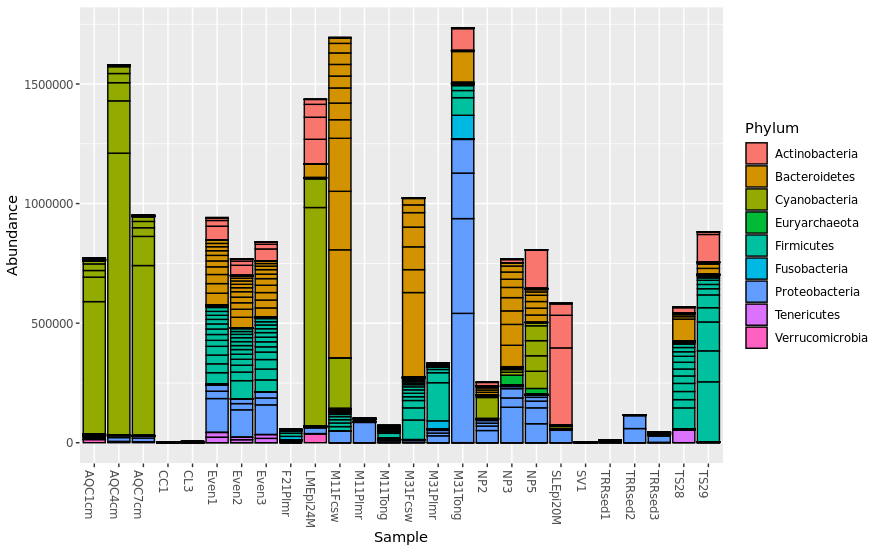 1500000
1000000
500000
0
Abundance
AQC1cm
AQC4cm
AQC7cm
CC1
CL3
Even1
Even2
Even3
F21Plmr
LMEpi24M
M11Fcsw
M11Plmr
M11Tong
M31Fcsw
M31Plmr
M31Tong
NP2
NP3
NP5
SLEpi20M
SV1
TRRsed1
TRRsed2
TRRsed3
TS28
TS29
Sample
Phylum
Actinobacteria
Bacteroidetes
Cyanobacteria
Euryarchaeota
Firmicutes
Fusobacteria
Proteobacteria
Tenericutes
Verrucomicrobia